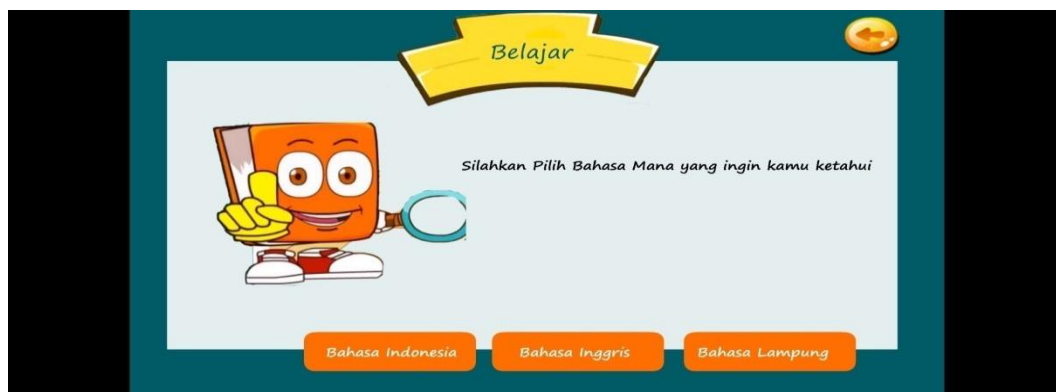 Belajar
Silahkan Pilih Bahasa Mana yang ingin kamu ketahui
Bahasa Indonesia
Bahasa Inggris
Bahasa Lampung